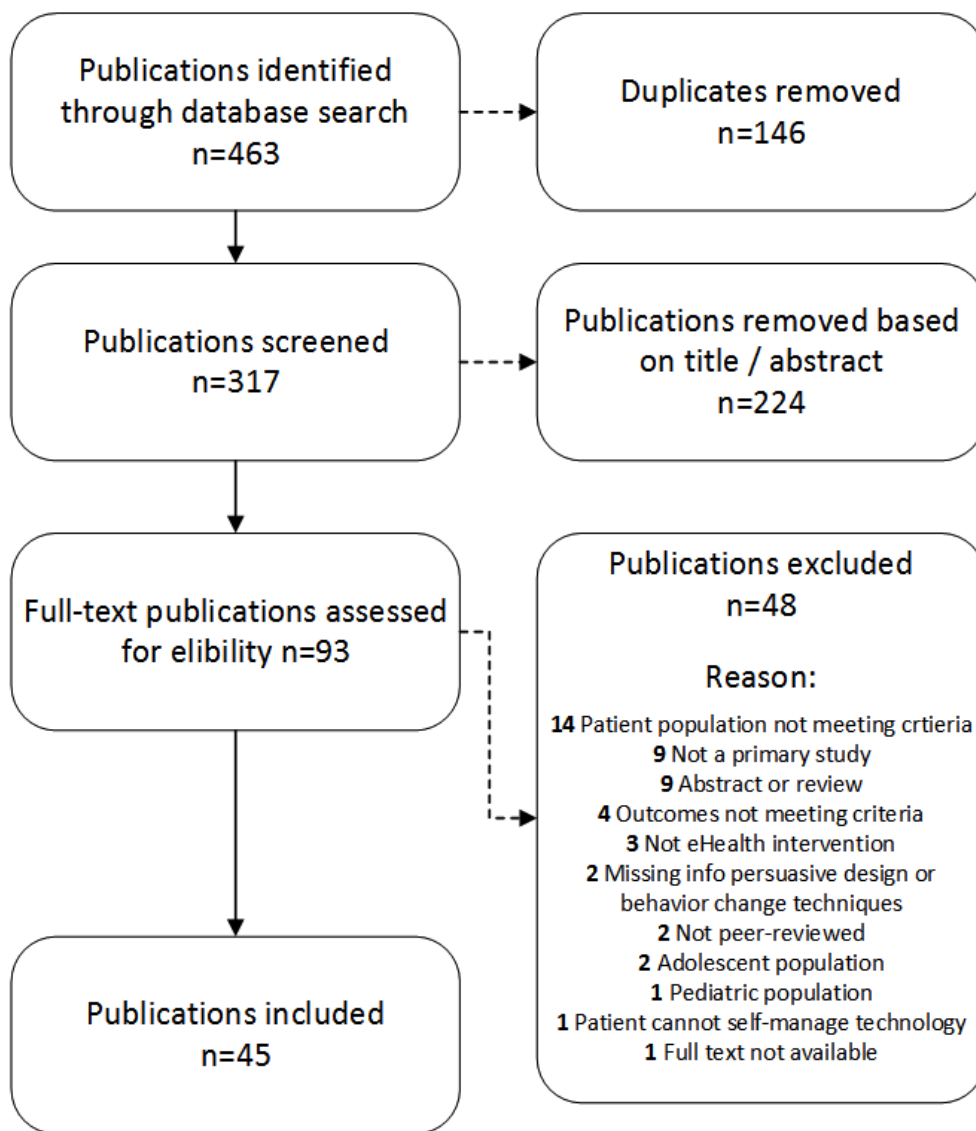 Publications identified
through database search
n=463
Duplicates removed
n=146
Publications screened
n=317
Publications removed based
on title / abstract
n=224
Full-text publications assessed
for elibility n=93
Publications excluded
n=48
Reason:
14 Patient population not meeting crtieria
9 Not a primary study
9 Abstract or review
4 Outcomes not meeting criteria
3 Not eHealth intervention
2 Missing info persuasive design or
behavior change techniques
2 Not peer-reviewed
2 Adolescent population
1 Pediatric population
1 Patient cannot self-manage technology
1 Full text not available
Publications included
n=45